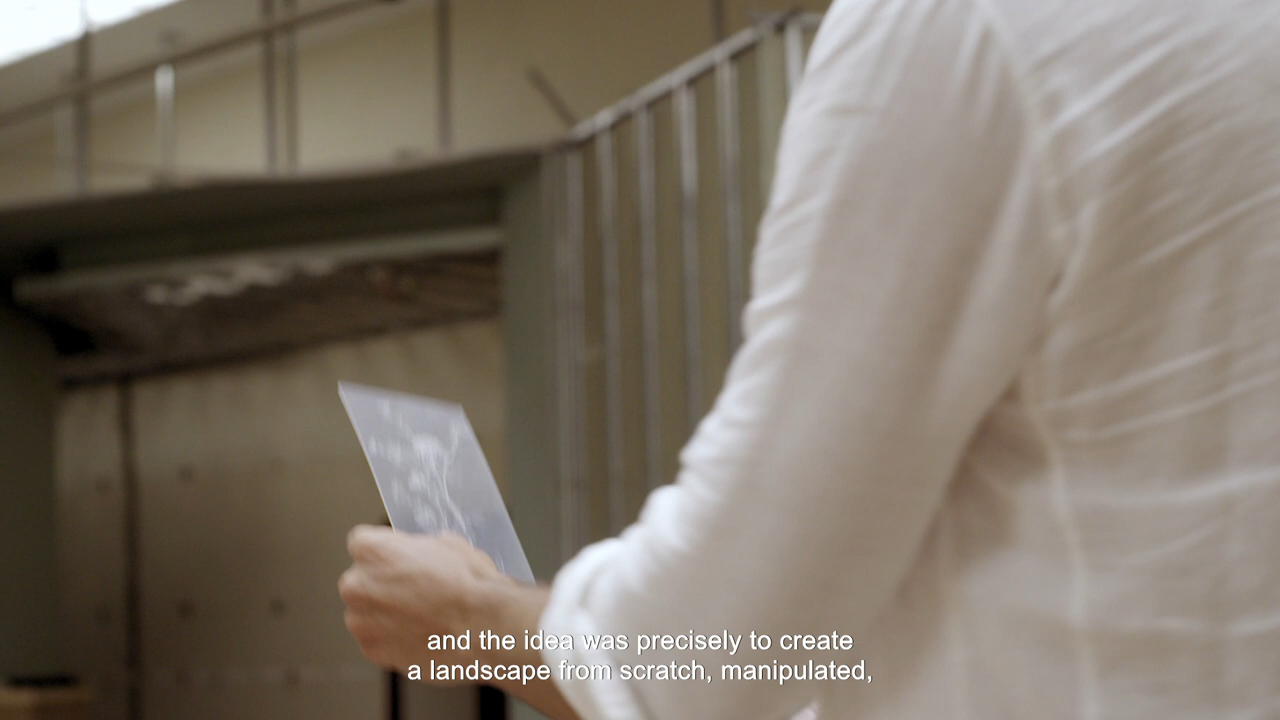 and the idea was precisely to create
a landscape from scratch, manipulated,